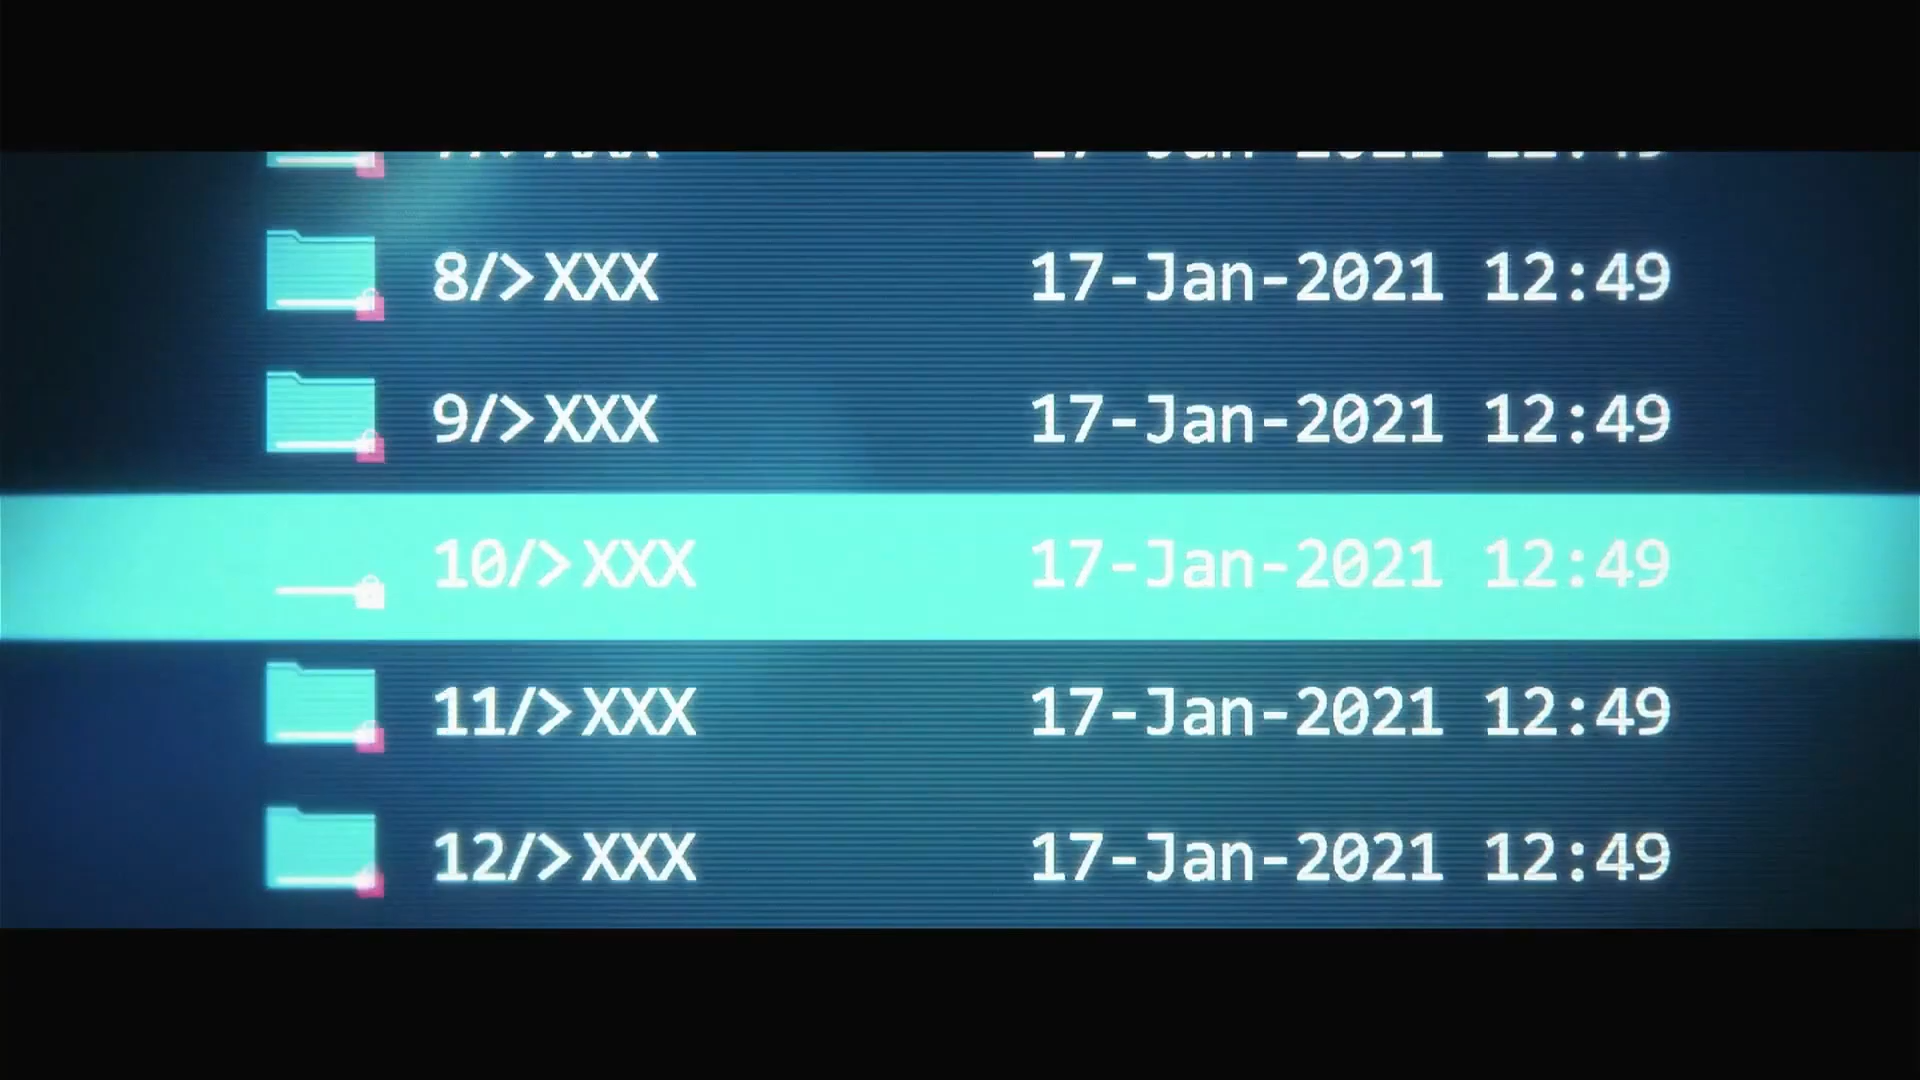 8/>XXX 17-Jan-2021 12:49
9/>XXX 17-Jan-2021 12:49
10/>XXX 17-Jan-2021 12:49
11/>XXX 17-Jan-2021 12:49
12/>XXX 17-Jan-2021 12:49